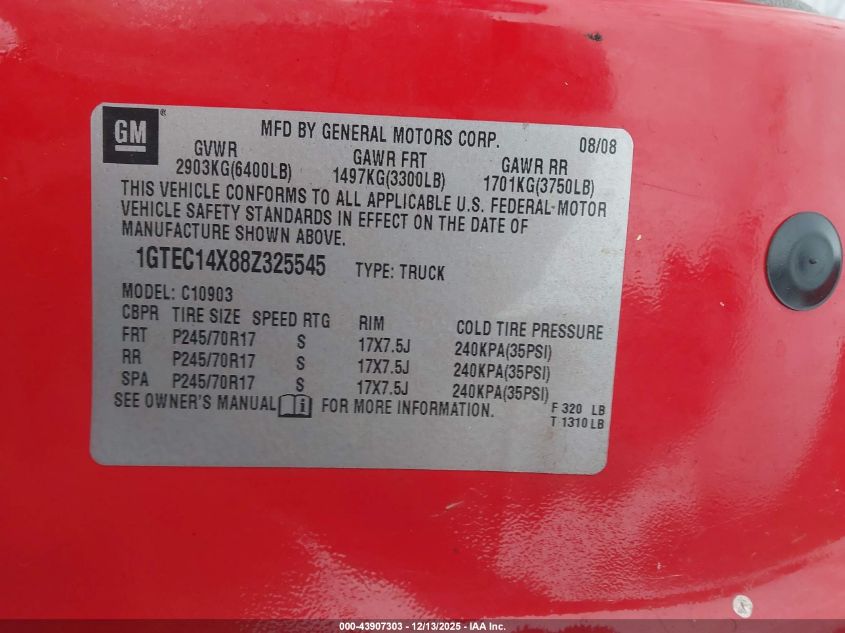 GM ®
MFD BY GENERAL MOTORS CORP. 08/08
GVWR GAWR FRT GAWR RR
2903KG(6400LB) 1497KG(3300LB) 1701KG(3750LB)
THIS VEHICLE CONFORMS TO ALL APPLICABLE U.S. FEDERAL-MOTOR
VEHICLE SAFETY STANDARDS IN EFFECT ON THE DATE OF
MANUFACTURE SHOWN ABOVE.
1GTEC14X88Z325545 TYPE: TRUCK
MODEL: C10903
CBPR TIRE SIZE SPEED RTG RIM COLD TIRE PRESSURE
FRT P245/70R17 S 17X7.5J 240KPA(35PSI)
RR P245/70R17 S 17X7.5J 240KPA(35PSI)
SPA P245/70R17 S 17X7.5J 240KPA(35PSI)
SEE OWNER'S MANUAL i FOR MORE INFORMATION.
F 320 LB
T 1310 LB
000-43907303 - 12/13/2025 - IAA Inc.